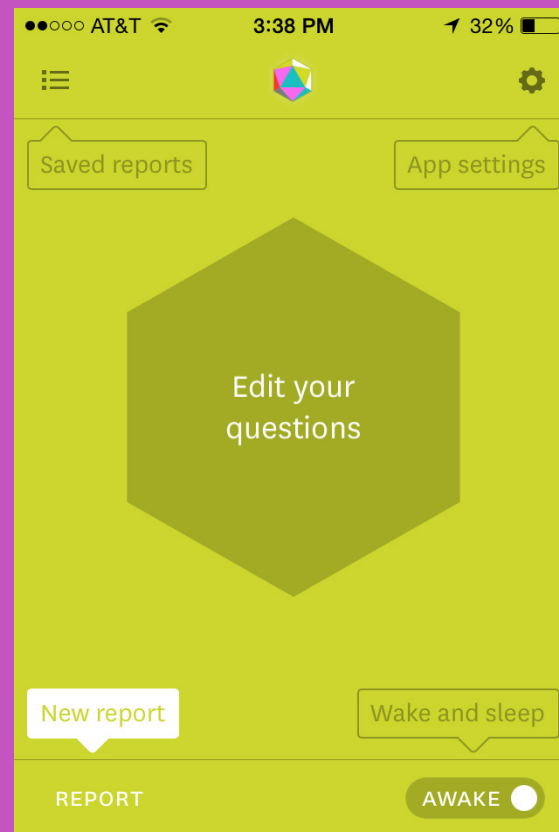 AT&T 3:38 PM 32%
Saved reports App settings
Edit your
questions
New report Wake and sleep
REPORT AWAKE